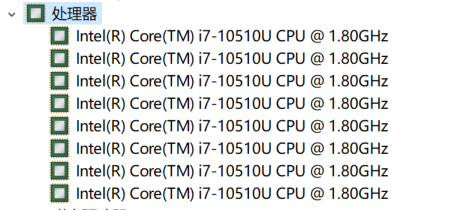 处理器
Intel(R) Core(TM) i7-10510U CPU @ 1.80GHz
Intel(R) Core(TM) i7-10510U CPU @ 1.80GHz
Intel(R) Core(TM) i7-10510U CPU @ 1.80GHz
Intel(R) Core(TM) i7-10510U CPU @ 1.80GHz
Intel(R) Core(TM) i7-10510U CPU @ 1.80GHz
Intel(R) Core(TM) i7-10510U CPU @ 1.80GHz
Intel(R) Core(TM) i7-10510U CPU @ 1.80GHz
Intel(R) Core(TM) i7-10510U CPU @ 1.80GHz